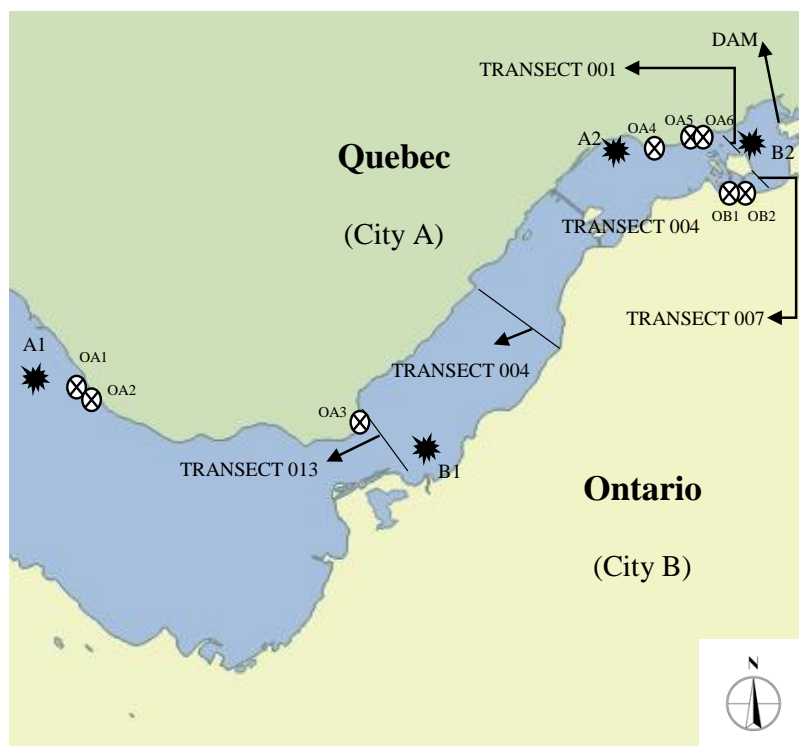 DAM
TRANSECT 001
OA5
OA6
OA4
A2
B2
Quebec
(City A)
OB1
OB2
TRANSECT 004
TRANSECT 007
A1
OA1
OA2
TRANSECT 004
OA3
TRANSECT 013
B1
Ontario
(City B)
N